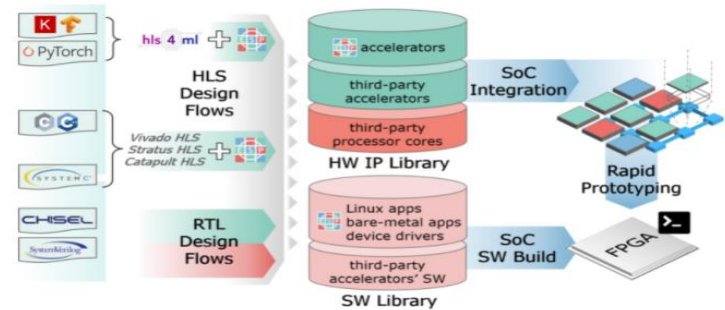 K
PyTorch
hls 4 ml
+
HLS
Design
Flows
C C++
Vivado HLS
Stratus HLS
Catapult HLS
+
SYSTEMC
CHISEL
SystemVerilog
RTL
Design
Flows
ESP accelerators
third-party
accelerators
third-party
processor cores
HW IP Library
Linux apps
bare-metal apps
device drivers
third-party
accelerators' SW
SW Library
SoC
Integration
Rapid
Prototyping
SoC
SW Build
FPGA
>_